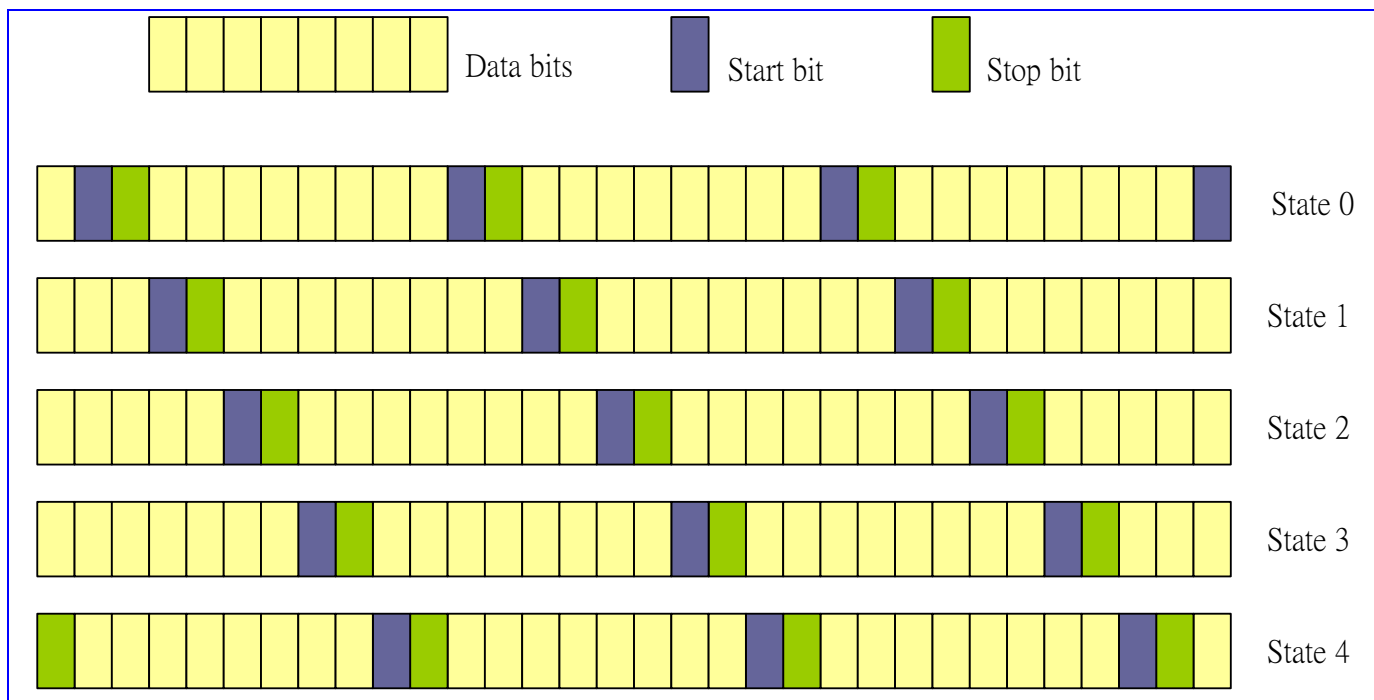 Data bits
Start bit
Stop bit
State 0
State 1
State 2
State 3
State 4